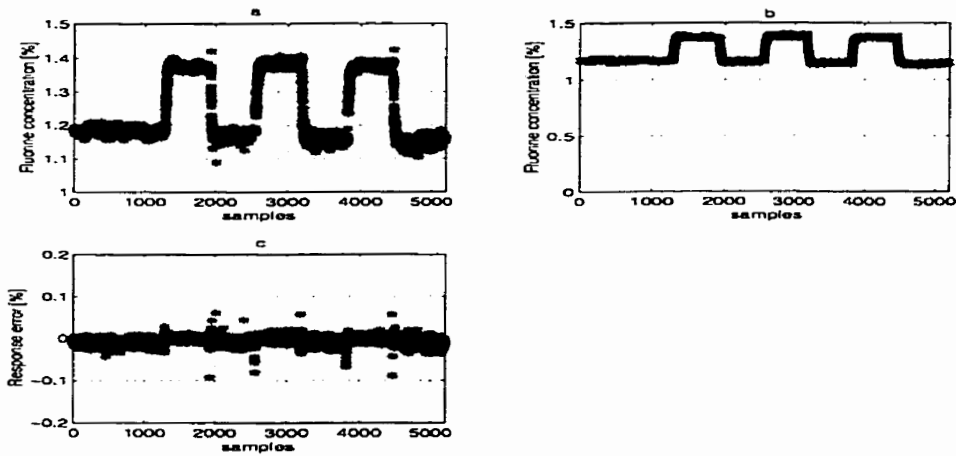 a
Fluorine concentration [%]
1.5
1.4
1.3
1.2
1.1
1
0 1000 2000 3000 4000 5000
samples
b
Fluorine concentration [%]
1.5
1
0.5
0
0 1000 2000 3000 4000 5000
samples
c
Response error [%]
0.2
0.1
0
-0.1
-0.2
0 1000 2000 3000 4000 5000
samples